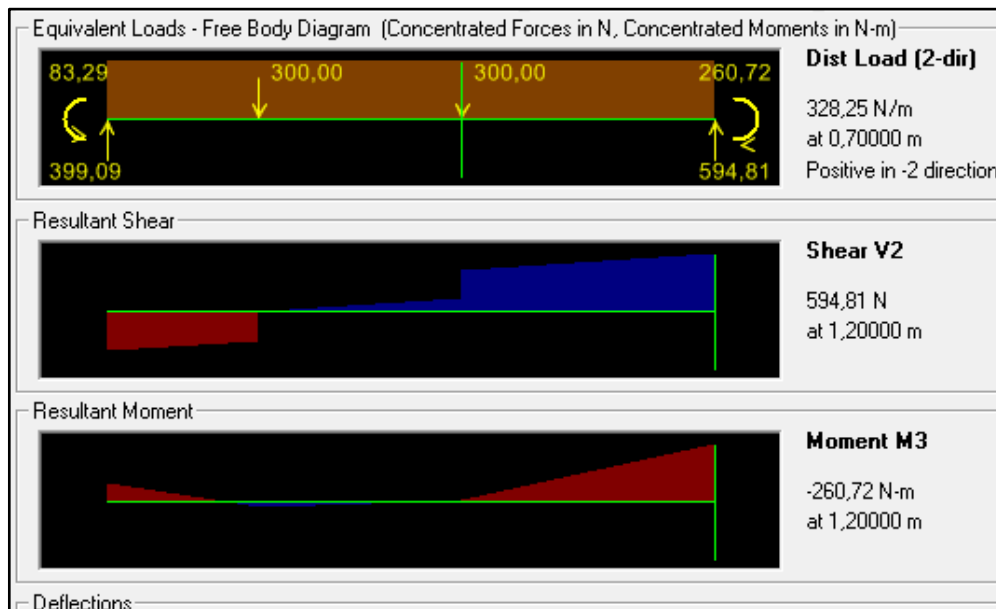 Equivalent Loads - Free Body Diagram (Concentrated Forces in N, Concentrated Moments in N-m)
83,29 300,00 300,00 260,72
399,09 594,81
Dist Load (2-dir)
328,25 N/m
at 0,70000 m
Positive in -2 direction
Resultant Shear
Shear V2
594,81 N
at 1,20000 m
Resultant Moment
Moment M3
-260,72 N-m
at 1,20000 m
Deflections